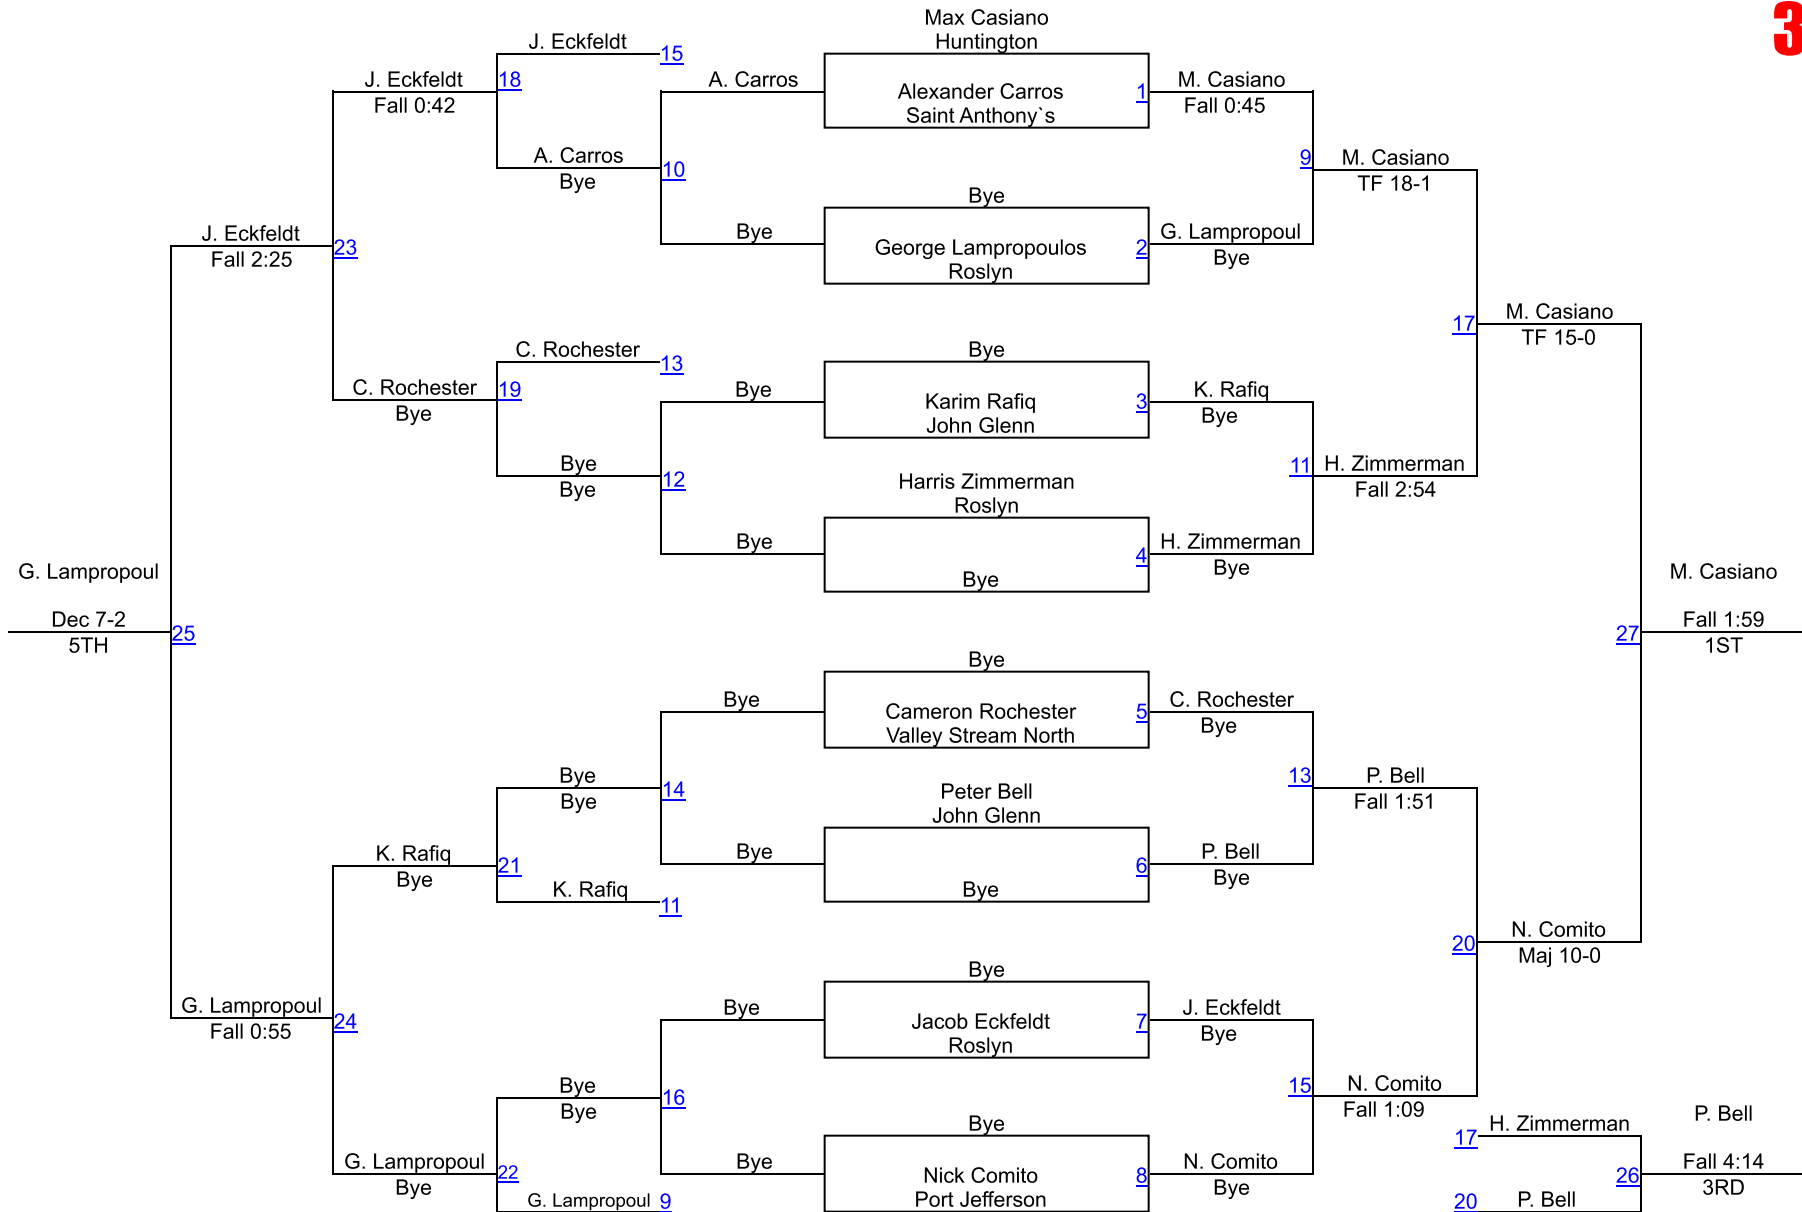 3
Max Casiano
Huntington
Alexander Carros
Saint Anthony`s
1
Bye
George Lampropoulos
Roslyn
2
Bye
Karim Rafiq
John Glenn
3
Harris Zimmerman
Roslyn
4
Bye
Bye
Cameron Rochester
Valley Stream North
5
Peter Bell
John Glenn
6
Bye
Bye
Jacob Eckfeldt
Roslyn
7
Bye
Nick Comito
Port Jefferson
8
M. Casiano
Fall 0:45
G. Lampropoul
Bye
K. Rafiq
Bye
H. Zimmerman
Bye
C. Rochester
Bye
P. Bell
Bye
J. Eckfeldt
Bye
N. Comito
Bye
9
M. Casiano
TF 18-1
11
H. Zimmerman
Fall 2:54
13
P. Bell
Fall 1:51
15
N. Comito
Fall 1:09
17
M. Casiano
TF 15-0
20
N. Comito
Maj 10-0
27
M. Casiano
Fall 1:59
1ST
17
H. Zimmerman
20
P. Bell
26
P. Bell
Fall 4:14
3RD
A. Carros
Bye
Bye
Bye
Bye
Bye
Bye
Bye
J. Eckfeldt
15
A. Carros
Bye
10
C. Rochester
13
Bye
Bye
12
Bye
Bye
14
K. Rafiq
11
Bye
Bye
16
G. Lampropoul
9
J. Eckfeldt
Fall 0:42
18
C. Rochester
Bye
19
K. Rafiq
Bye
21
G. Lampropoul
Bye
22
J. Eckfeldt
Fall 2:25
23
G. Lampropoul
Fall 0:55
24
G. Lampropoul
Dec 7-2
5TH
25